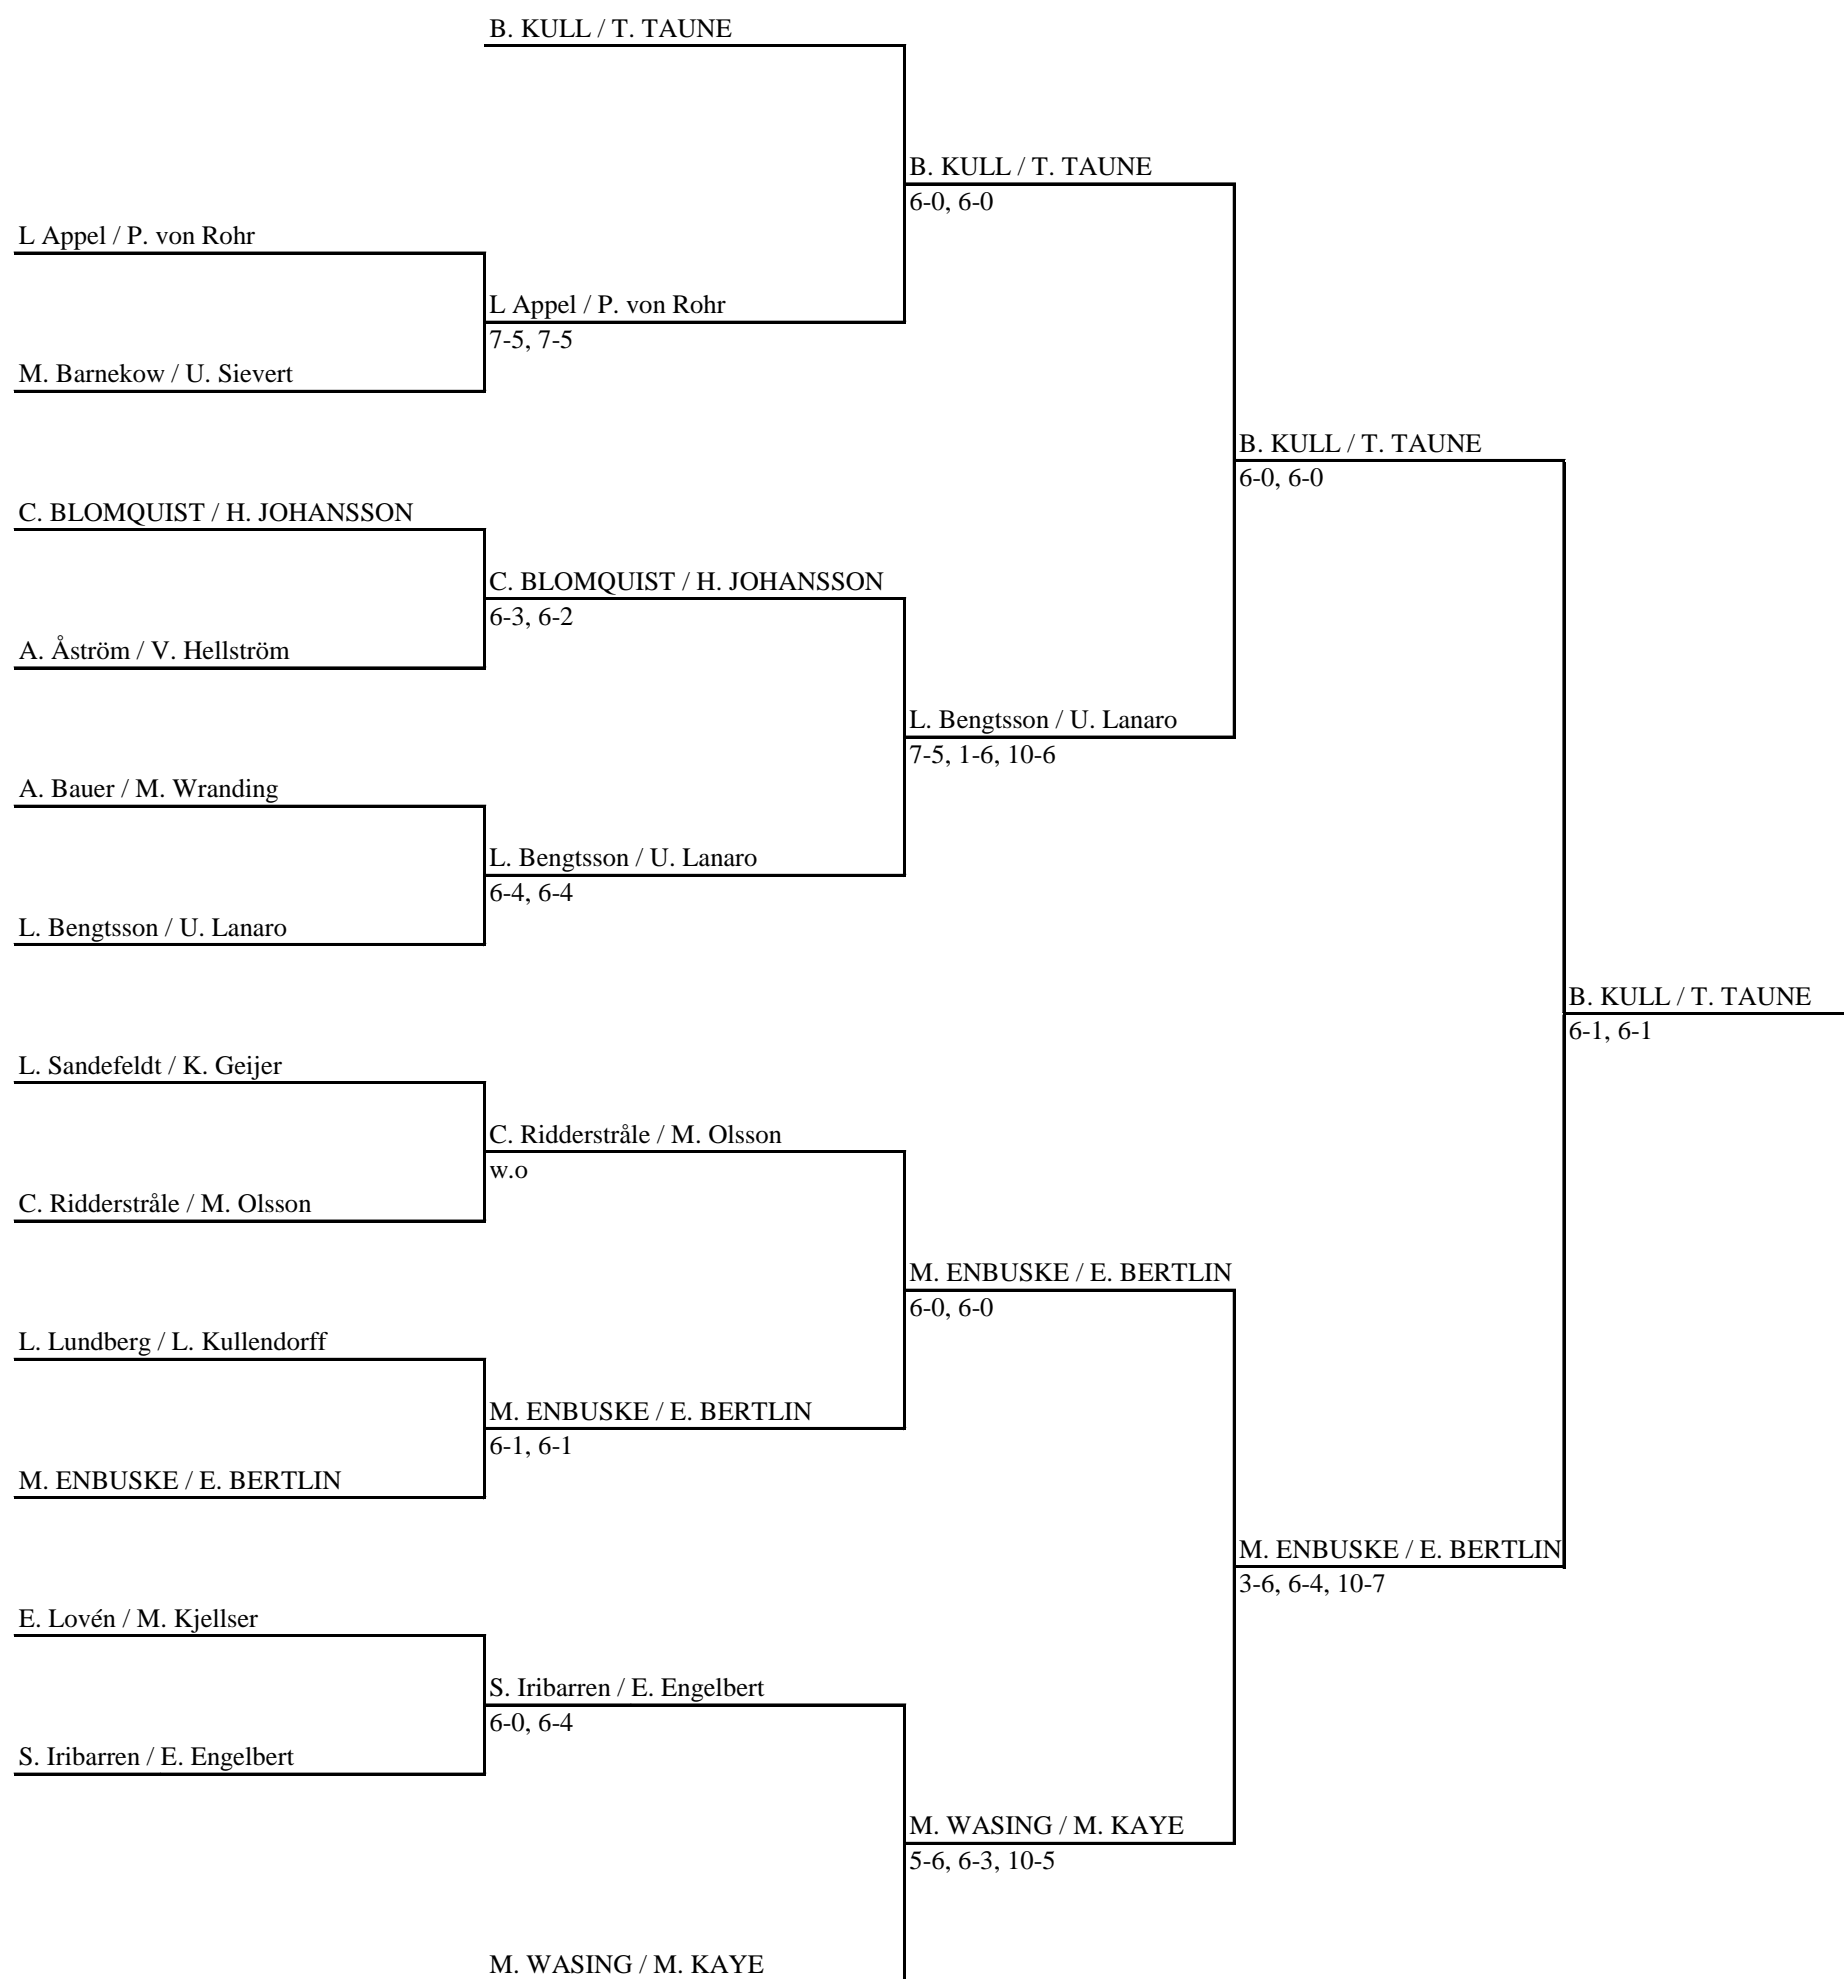 B. KULL / T. TAUNE
B. KULL / T. TAUNE
6-0, 6-0
L Appel / P. von Rohr
L Appel / P. von Rohr
7-5, 7-5
M. Barnekow / U. Sievert
B. KULL / T. TAUNE
6-0, 6-0
C. BLOMQUIST / H. JOHANSSON
C. BLOMQUIST / H. JOHANSSON
6-3, 6-2
A. Åström / V. Hellström
L. Bengtsson / U. Lanaro
7-5, 1-6, 10-6
A. Bauer / M. Wranding
L. Bengtsson / U. Lanaro
6-4, 6-4
L. Bengtsson / U. Lanaro
B. KULL / T. TAUNE
6-1, 6-1
L. Sandefeldt / K. Geijer
C. Ridderstråle / M. Olsson
w.o
C. Ridderstråle / M. Olsson
M. ENBUSKE / E. BERTLIN
6-0, 6-0
L. Lundberg / L. Kullendorff
M. ENBUSKE / E. BERTLIN
6-1, 6-1
M. ENBUSKE / E. BERTLIN
M. ENBUSKE / E. BERTLIN
3-6, 6-4, 10-7
E. Lovén / M. Kjellser
S. Iribarren / E. Engelbert
6-0, 6-4
S. Iribarren / E. Engelbert
M. WASING / M. KAYE
5-6, 6-3, 10-5
M. WASING / M. KAYE